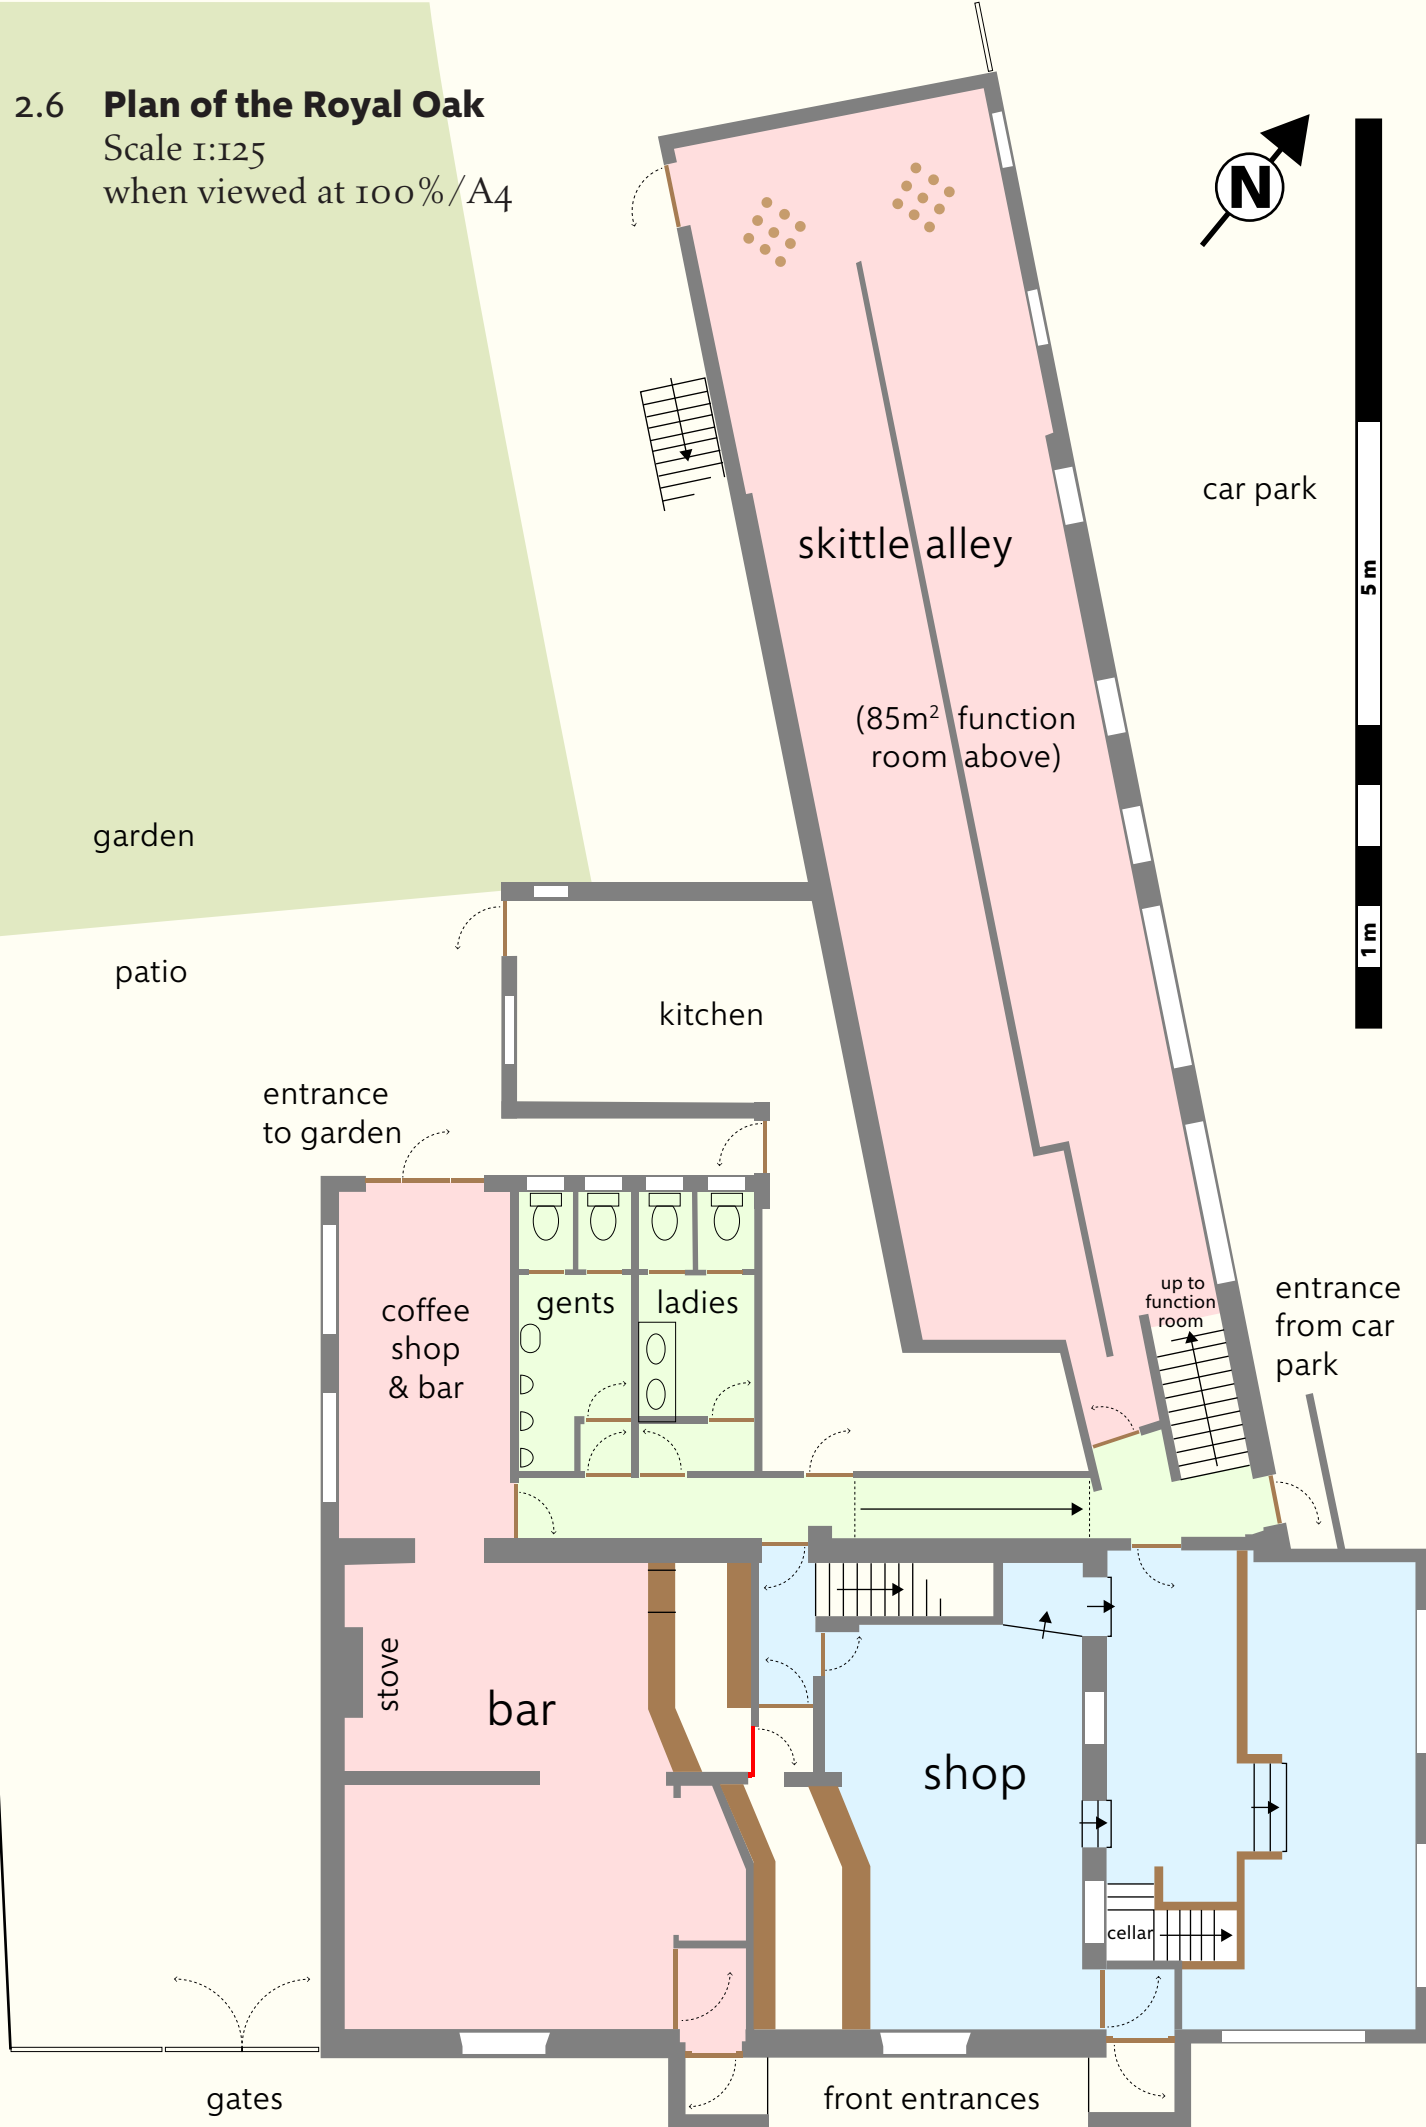 2.6 Plan of the Royal Oak
Scale 1:125
when viewed at 100%/A4
N
car park
5 m
1 m
skittle alley
(85m² function
room above)
garden
patio
kitchen
entrance
to garden
up to
function
room
entrance
from car
park
coffee
shop
& bar
gents
ladies
stove
bar
shop
cellar
gates
front entrances